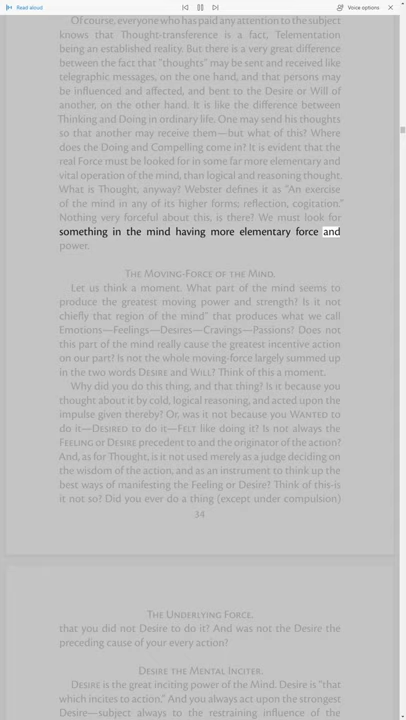 Read aloud
Voice options
Of course, everyone who has paid any attention to the subject
knows that Thought-transference is a fact, Telementation
being an established reality. But there is a very great difference
between the fact that "thoughts" may be sent and received like
telegraphic messages, on the one hand, and that persons may
be influenced and affected, and bent to the Desire or Will of
another, on the other hand. It is like the difference between
Thinking and Doing in ordinary life. One may send his thoughts
so that another may receive them—but what of this? Where
does the Doing and Compelling come in? It is evident that the
real Force must be looked for in some far more elementary and
vital operation of the mind, than logical and reasoning thought.
What is Thought, anyway? Webster defines it as "An exercise
of the mind in any of its higher forms; reflection, cogitation."
Nothing very forceful about this, is there? We must look for
something in the mind having more elementary force and
power.
The Moving-Force of the Mind.
Let us think a moment. What part of the mind seems to
produce the greatest moving power and strength? Is it not
chiefly that region of the mind" that produces what we call
Emotions—Feelings—Desires—Cravings—Passions? Does not
this part of the mind really cause the greatest incentive action
on our part? Is not the whole moving-force largely summed up
in the two words Desire and Will? Think of this a moment.
Why did you do this thing, and that thing? Is it because you
thought about it by cold, logical reasoning, and acted upon the
impulse given thereby? Or, was it not because you Wanted to
do it—Desired to do it—Felt like doing it? Is not always the
Feeling or Desire precedent to and the originator of the action?
And, as for Thought, is it not used merely as a judge deciding on
the wisdom of the action, and as an instrument to think up the
best ways of manifesting the Feeling or Desire? Think of this-is
it not so? Did you ever do a thing (except under compulsion)
34
The Underlying Force.
that you did not Desire to do it? And was not the Desire the
preceding cause of your every action?
Desire the Mental Inciter.
Desire is the great inciting power of the Mind. Desire is "that
which incites to action." And you always act upon the strongest
Desire—subject always to the restraining influence of the